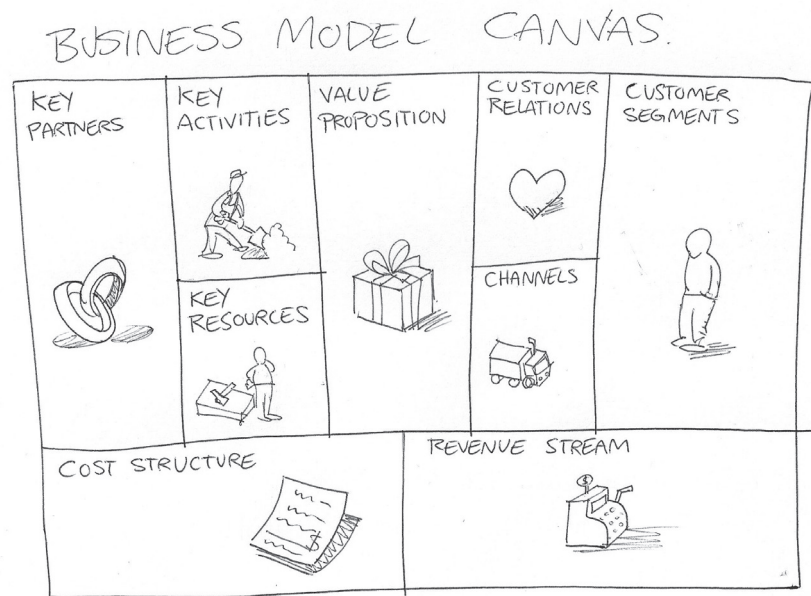 BUSINESS MODEL CANVAS.
KEY
PARTNERS
KEY
ACTIVITIES
KEY
RESOURCES
VALUE
PROPOSITION
CUSTOMER
RELATIONS
CHANNELS
CUSTOMER
SEGMENTS
COST STRUCTURE
$
REVENUE STREAM
$